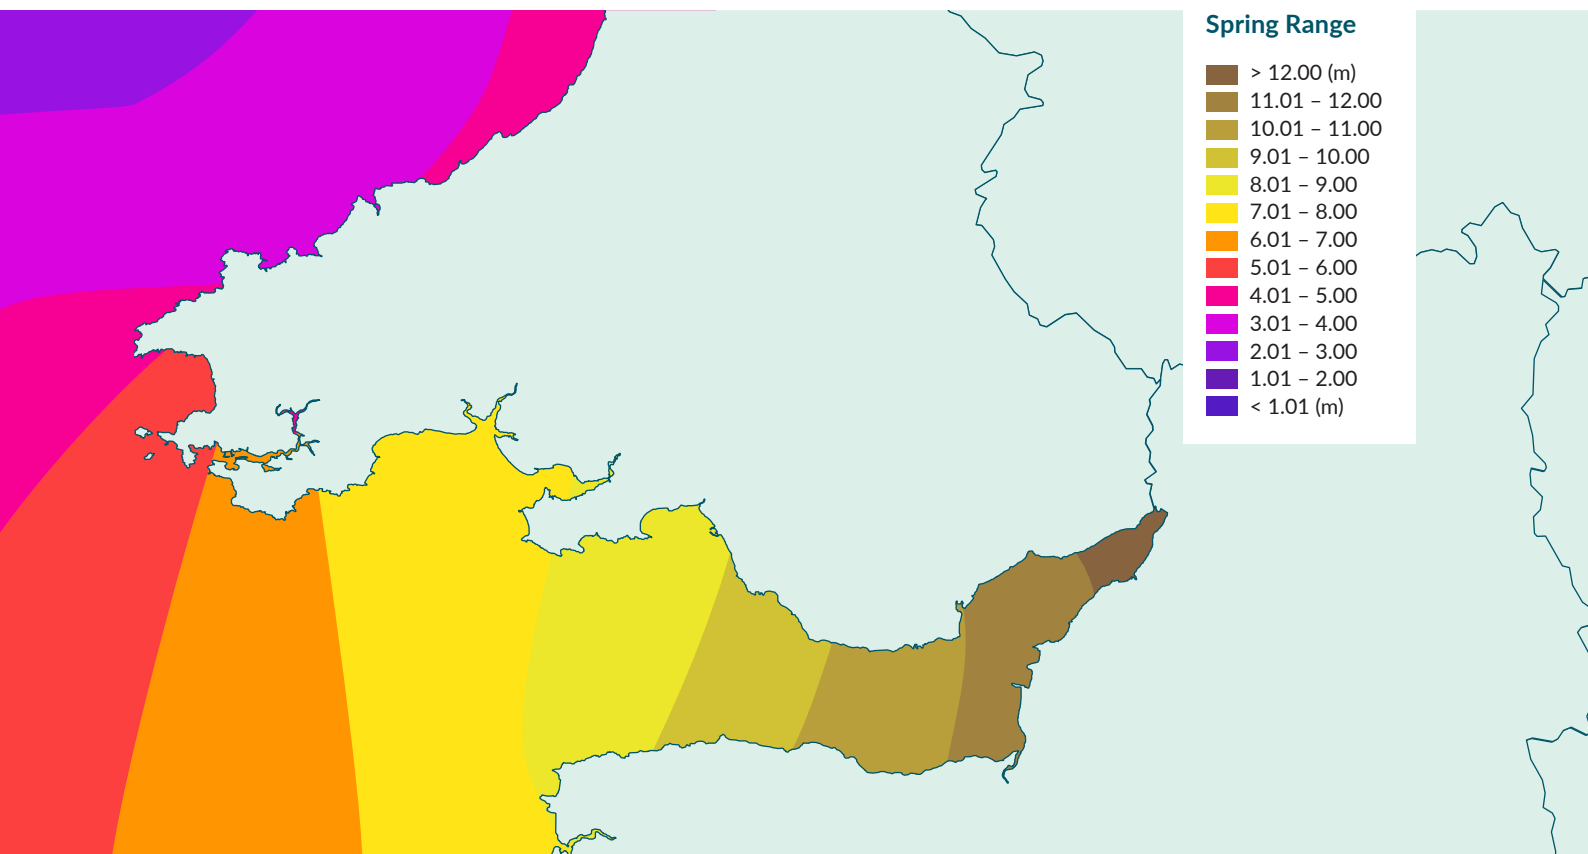 Spring Range
> 12.00 (m)
11.01 – 12.00
10.01 – 11.00
9.01 – 10.00
8.01 – 9.00
7.01 – 8.00
6.01 – 7.00
5.01 – 6.00
4.01 – 5.00
3.01 – 4.00
2.01 – 3.00
1.01 – 2.00
< 1.01 (m)